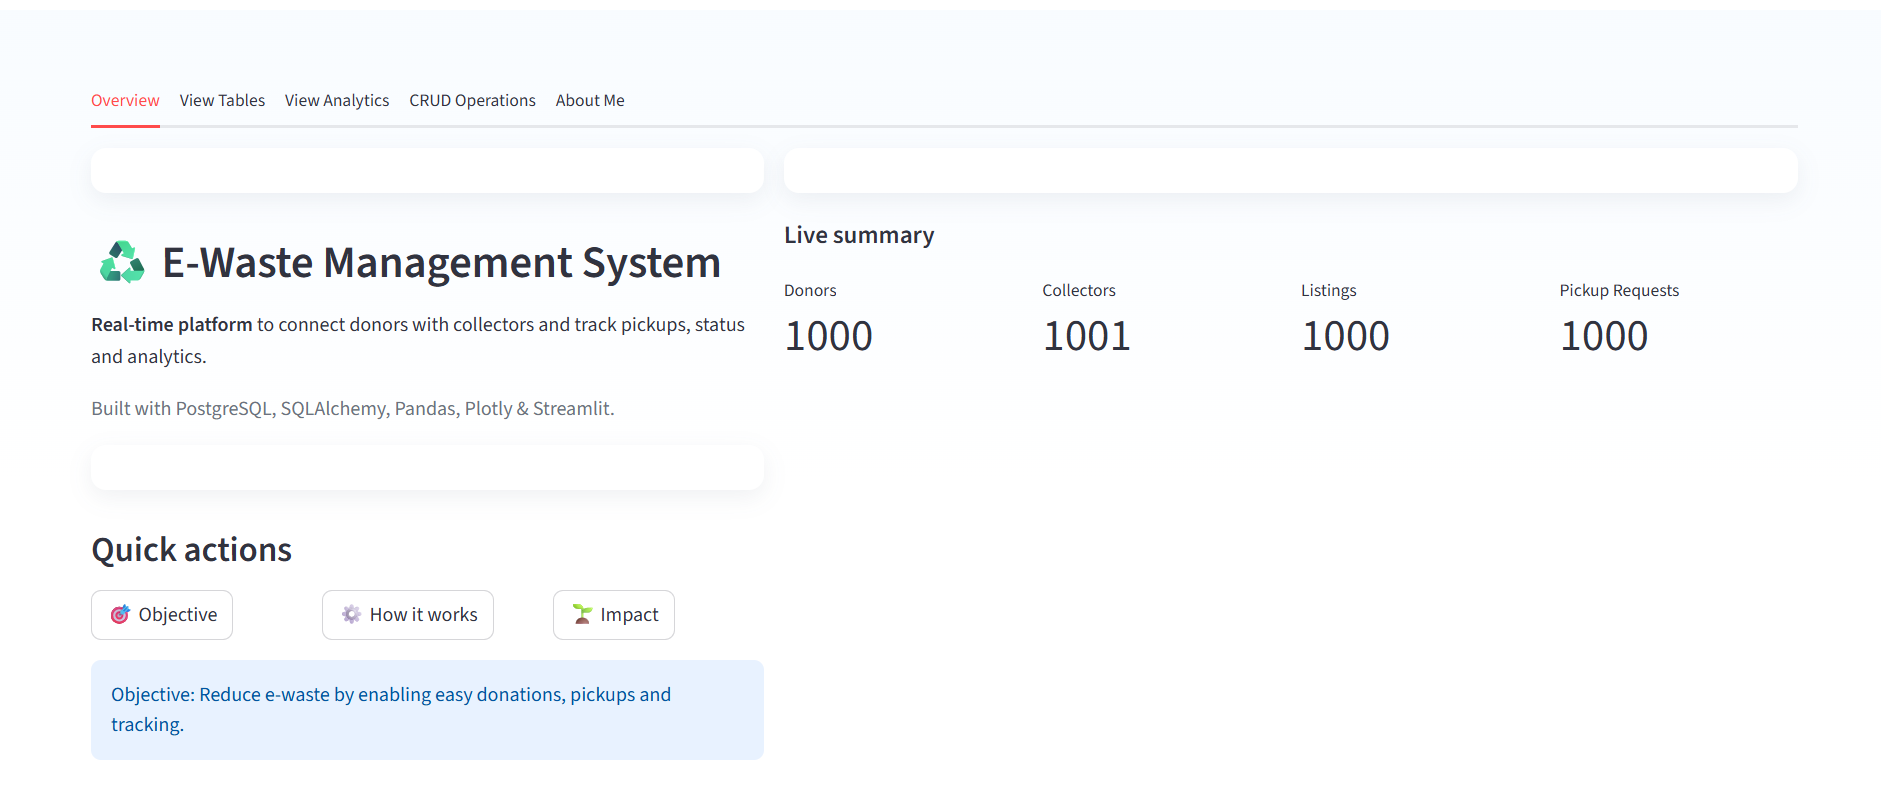 Overview View Tables View Analytics CRUD Operations About Me
E-Waste Management System
Real-time platform to connect donors with collectors and track pickups, status
and analytics.
Built with PostgreSQL, SQLAlchemy, Pandas, Plotly & Streamlit.
Quick actions
Objective How it works Impact
Objective: Reduce e-waste by enabling easy donations, pickups and
tracking.
Live summary
Donors Collectors Listings Pickup Requests
1000 1001 1000 1000